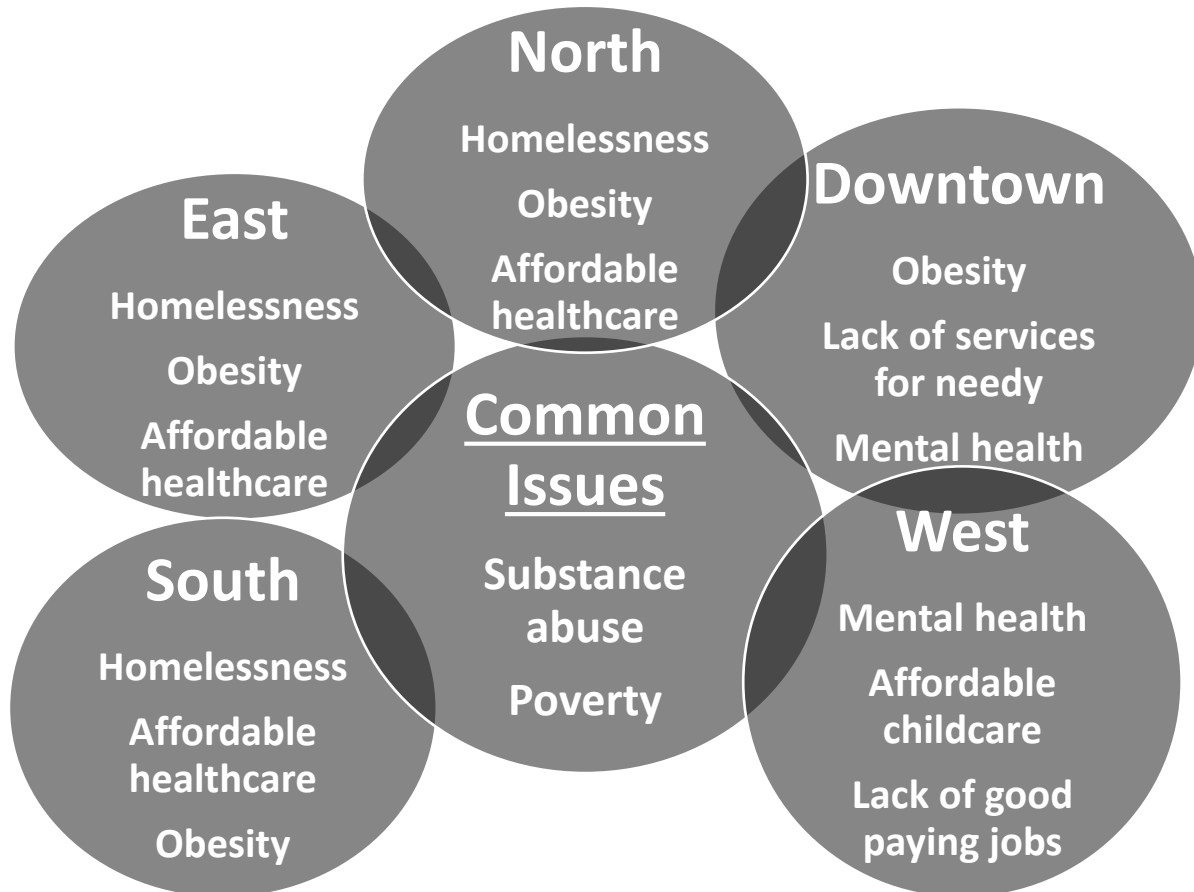 North
Homelessness
Obesity
Affordable
healthcare
Downtown
Obesity
Lack of services
for needy
Mental health
East
Homelessness
Obesity
Affordable
healthcare
Common
Issues
Substance
abuse
Poverty
West
Mental health
Affordable
childcare
Lack of good
paying jobs
South
Homelessness
Affordable
healthcare
Obesity